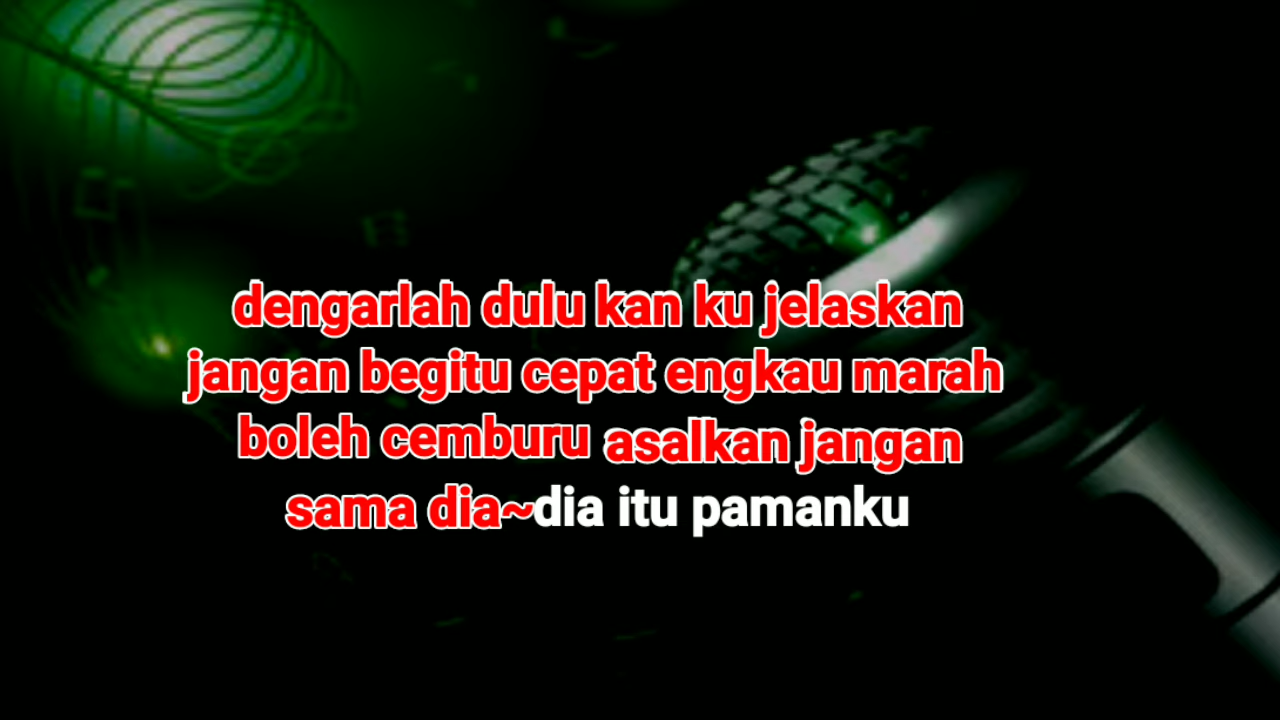 dengarlah dulu kan ku jelaskan
jangan begitu cepat engkau marah
boleh cemburu asalkan jangan
sama dia~dia itu pamanku